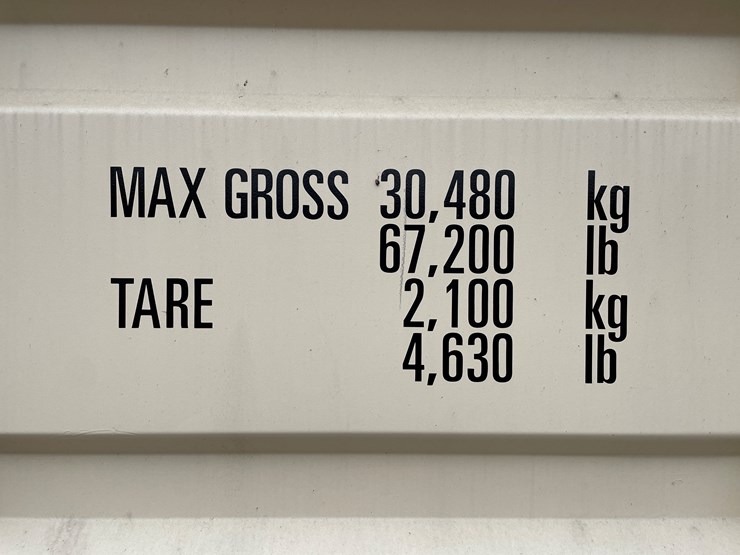 MAX GROSS 30,480 kg
67,200 lb
TARE 2,100 kg
4,630 lb